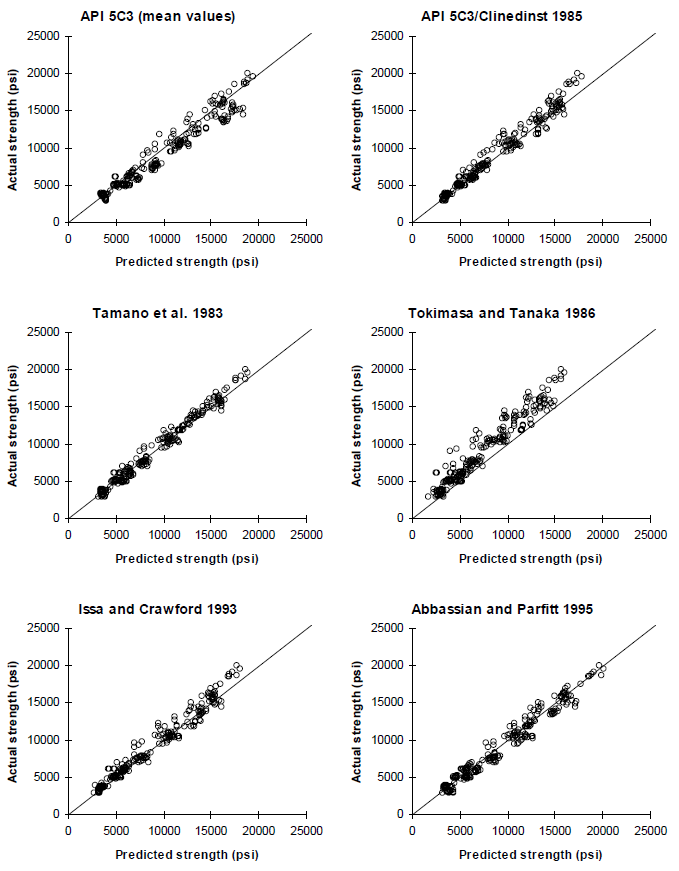 API 5C3 (mean values)
25000
20000
15000
10000
5000
0
Actual strength (psi)
0 5000 10000 15000 20000 25000
Predicted strength (psi)
API 5C3/Clinedinst 1985
25000
20000
15000
10000
5000
0
Actual strength (psi)
0 5000 10000 15000 20000 25000
Predicted strength (psi)
Tamano et al. 1983
25000
20000
15000
10000
5000
0
Actual strength (psi)
0 5000 10000 15000 20000 25000
Predicted strength (psi)
Tokimasa and Tanaka 1986
25000
20000
15000
10000
5000
0
Actual strength (psi)
0 5000 10000 15000 20000 25000
Predicted strength (psi)
Issa and Crawford 1993
25000
20000
15000
10000
5000
0
Actual strength (psi)
0 5000 10000 15000 20000 25000
Predicted strength (psi)
Abbassian and Parfitt 1995
25000
20000
15000
10000
5000
0
Actual strength (psi)
0 5000 10000 15000 20000 25000
Predicted strength (psi)